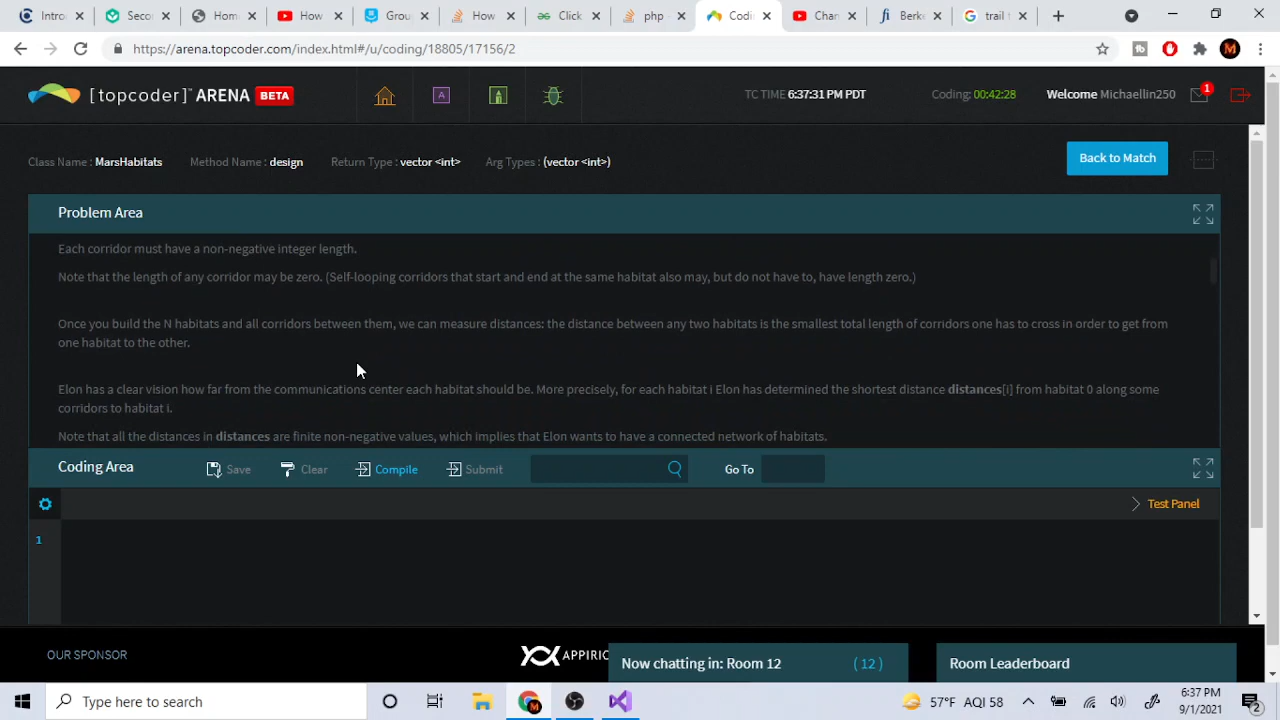 Intro
Secor
Home
How
Grou
How
Click
php -
Codin
Chan
fi Berke
trail f
https://arena.topcoder.com/index.html#/u/coding/18805/17156/2
[topcoder]™ ARENA BETA
TC TIME 6:37:31 PM PDT
Coding: 00:42:28
Welcome Michaellin250
1
Class Name : MarsHabitats Method Name : design Return Type : vector <int> Arg Types : (vector <int>)
Back to Match
Problem Area
Each corridor must have a non-negative integer length.
Note that the length of any corridor may be zero. (Self-looping corridors that start and end at the same habitat also may, but do not have to, have length zero.)
Once you build the N habitats and all corridors between them, we can measure distances: the distance between any two habitats is the smallest total length of corridors one has to cross in order to get from
one habitat to the other.
Elon has a clear vision how far from the communications center each habitat should be. More precisely, for each habitat i Elon has determined the shortest distance distances[i] from habitat 0 along some
corridors to habitat i.
Note that all the distances in distances are finite non-negative values, which implies that Elon wants to have a connected network of habitats.
Coding Area Save Clear Compile Submit Go To
Test Panel
1
OUR SPONSOR
APPIRIO
Now chatting in: Room 12 ( 12 )
Room Leaderboard
Type here to search
57°F AQI 58
6:37 PM
9/1/2021
2